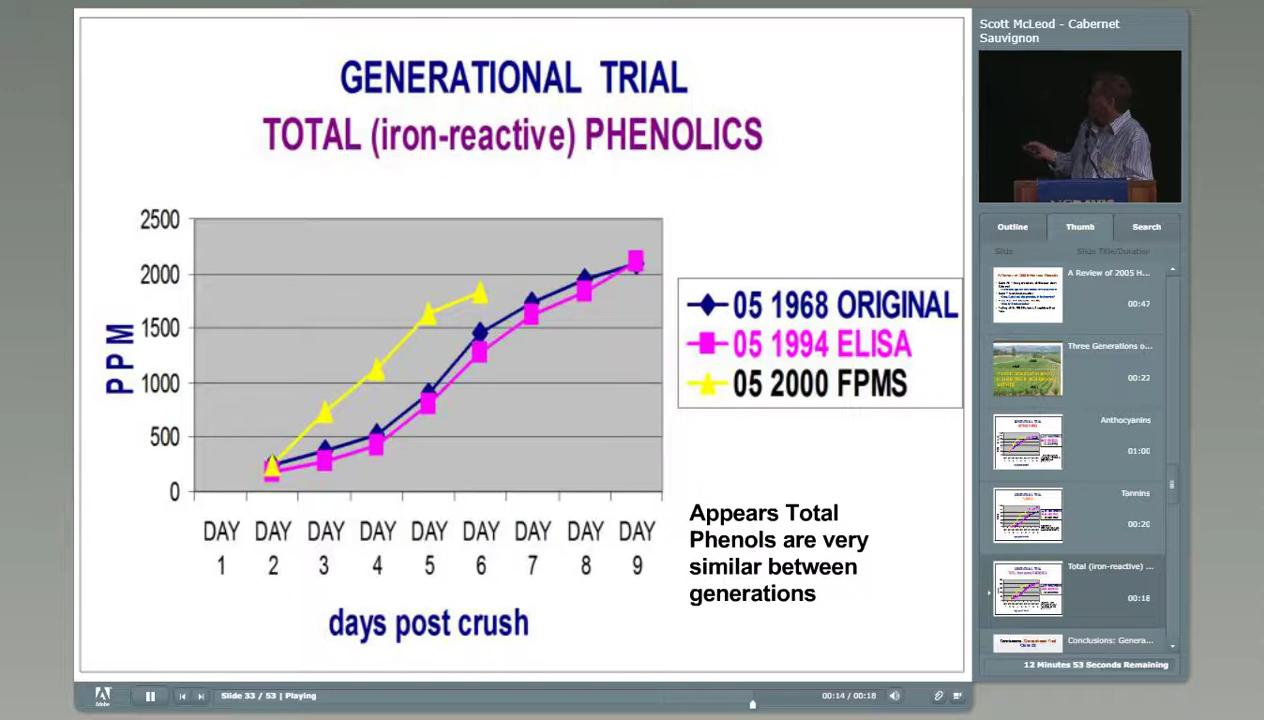 GENERATIONAL TRIAL
TOTAL (iron-reactive) PHENOLICS
2500
2000
1500
1000
500
0
PPM
DAY 1
DAY 2
DAY 3
DAY 4
DAY 5
DAY 6
DAY 7
DAY 8
DAY 9
days post crush
05 1968 ORIGINAL
05 1994 ELISA
05 2000 FPMS
Appears Total
Phenols are very
similar between
generations
Scott McLeod - Cabernet
Sauvignon
Outline
Thumb
Search
Slide
Slide Title/Duration
A Review of 2005 H...
00:47
Three Generations o...
00:22
Anthocyanins
01:00
Tannins
00:20
Total (iron-reactive) ...
00:18
Conclusions: Genera...
12 Minutes 53 Seconds Remaining
Adobe
Slide 33 / 53 | Playing
00:14 / 00:18